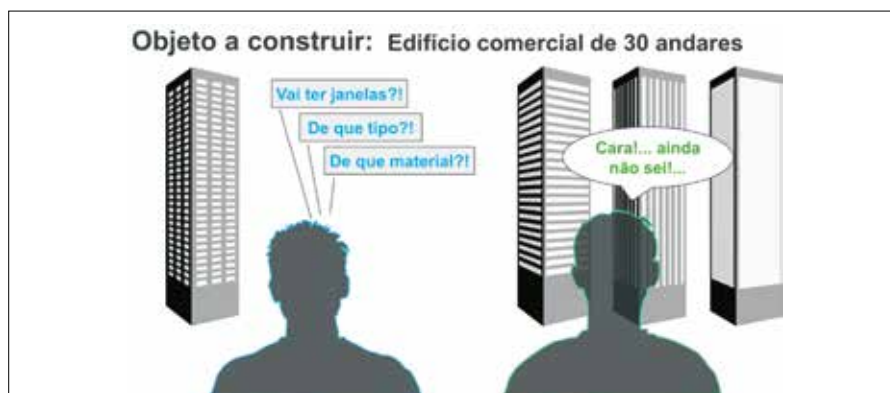 Objeto a construir: Edifício comercial de 30 andares
Vai ter janelas?!
De que tipo?!
De que material?!
Cara!... ainda
não sei!...